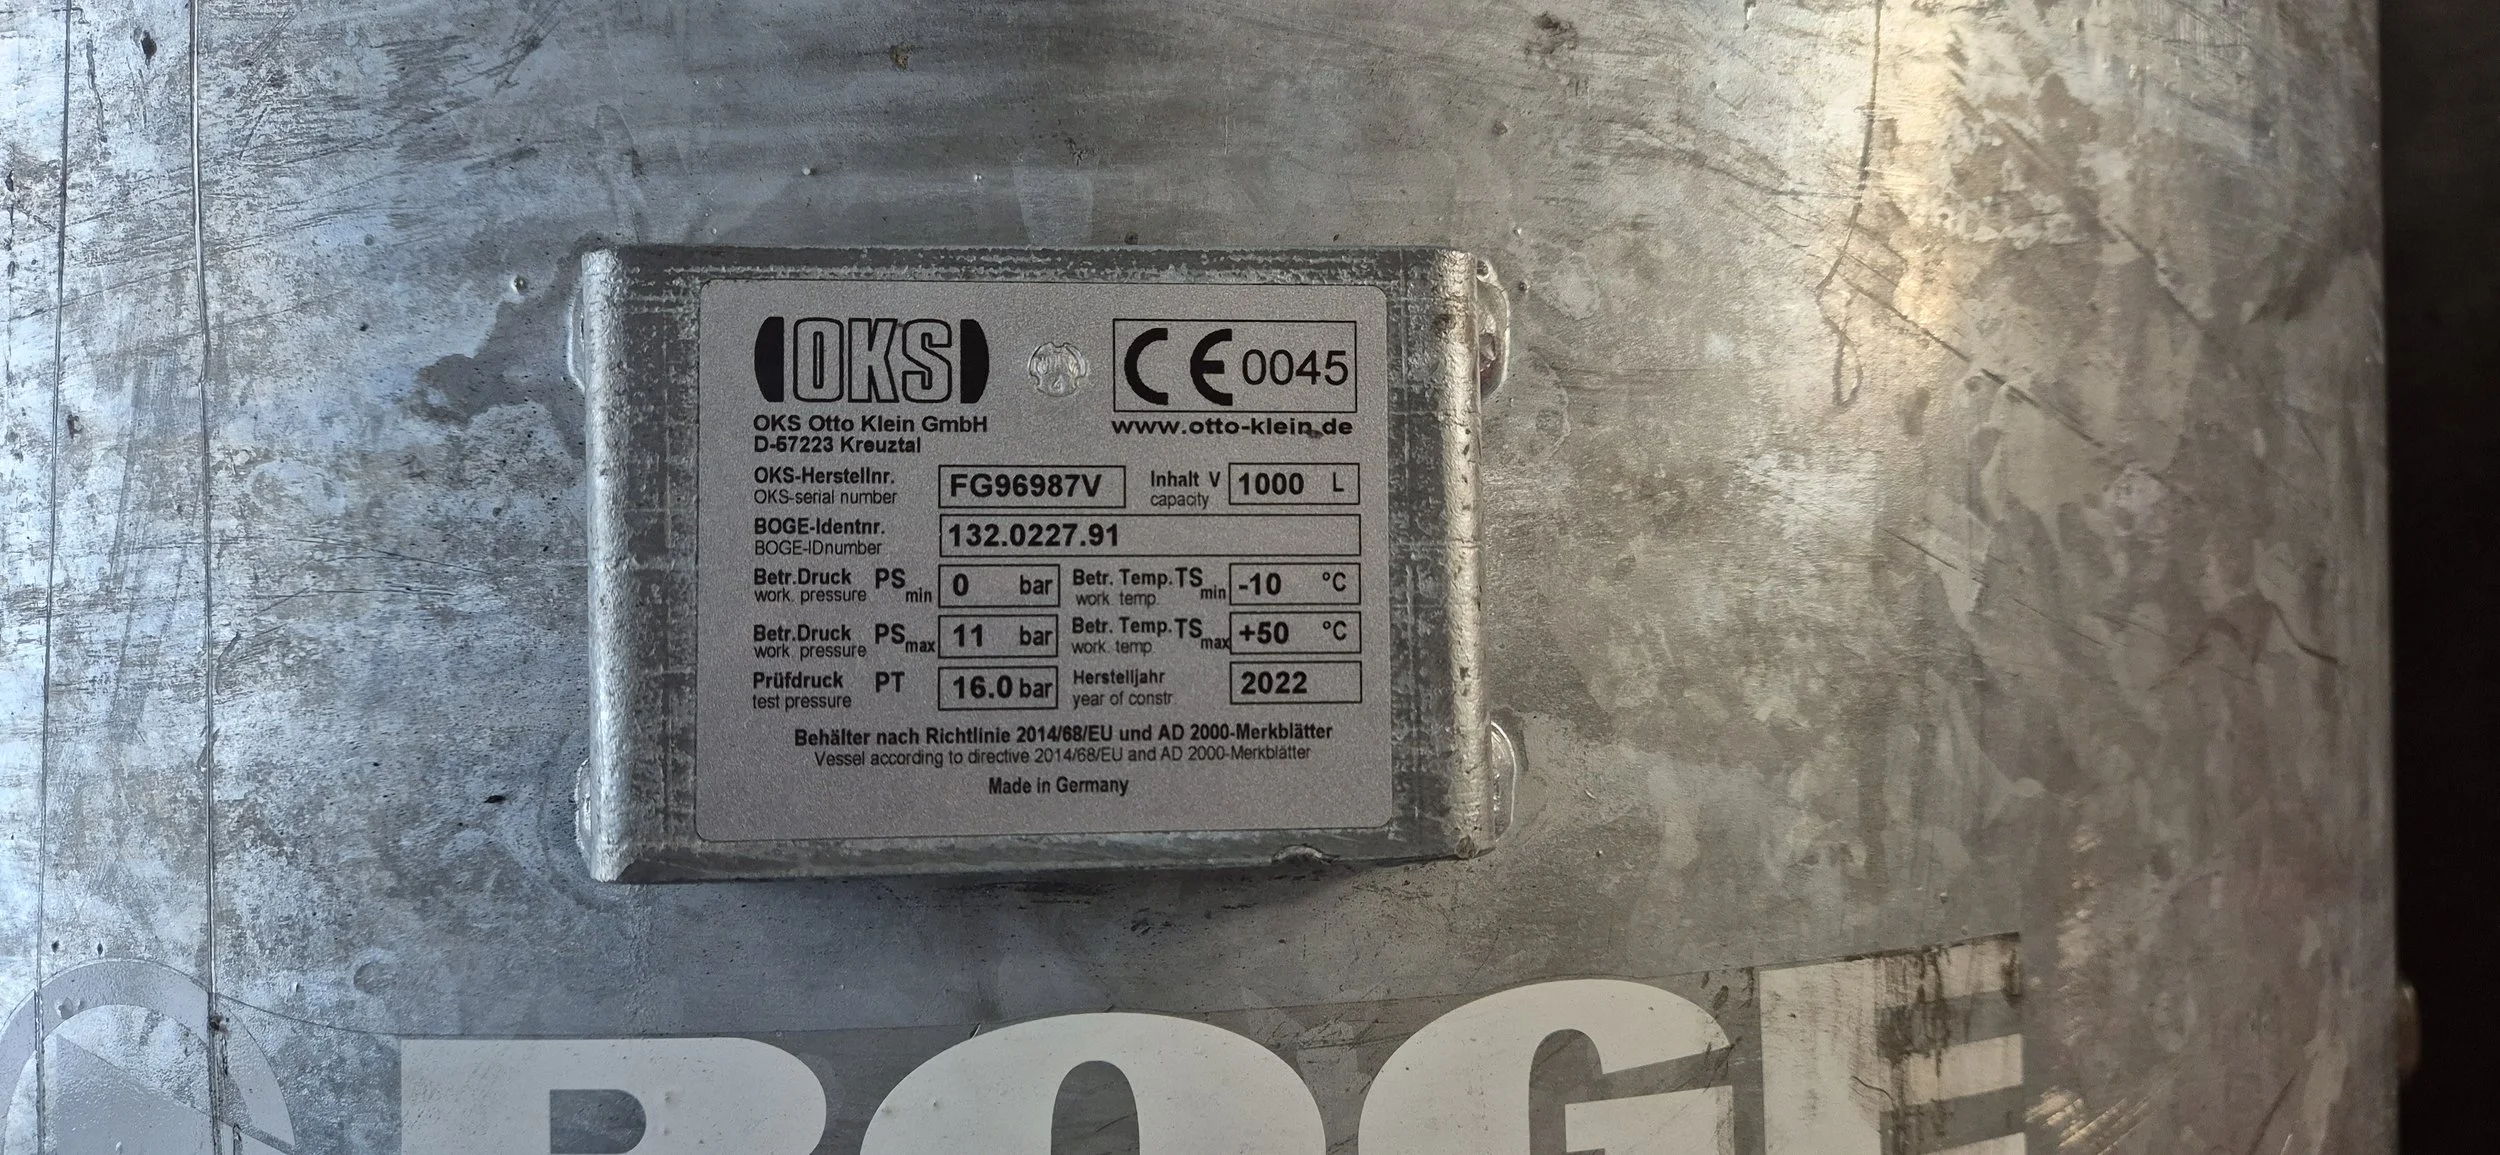 OKS
CE 0045
OKS Otto Klein GmbH
D-57223 Kreuztal
www.otto-klein.de
OKS-Herstellnr.
OKS-serial number
FG96987V
Inhalt V
capacity
1000 L
BOGE-Identnr.
BOGE-IDnumber
132.0227.91
Betr.Druck PSmin
work. pressure
0 bar
Betr. Temp.TSmin
work. temp.
-10 °C
Betr.Druck PSmax
work. pressure
11 bar
Betr. Temp.TSmax
work. temp.
+50 °C
Prüfdruck PT
test pressure
16.0 bar
Herstelljahr
year of constr.
2022
Behälter nach Richtlinie 2014/68/EU und AD 2000-Merkblätter
Vessel according to directive 2014/68/EU and AD 2000-Merkblätter
Made in Germany
BOGE